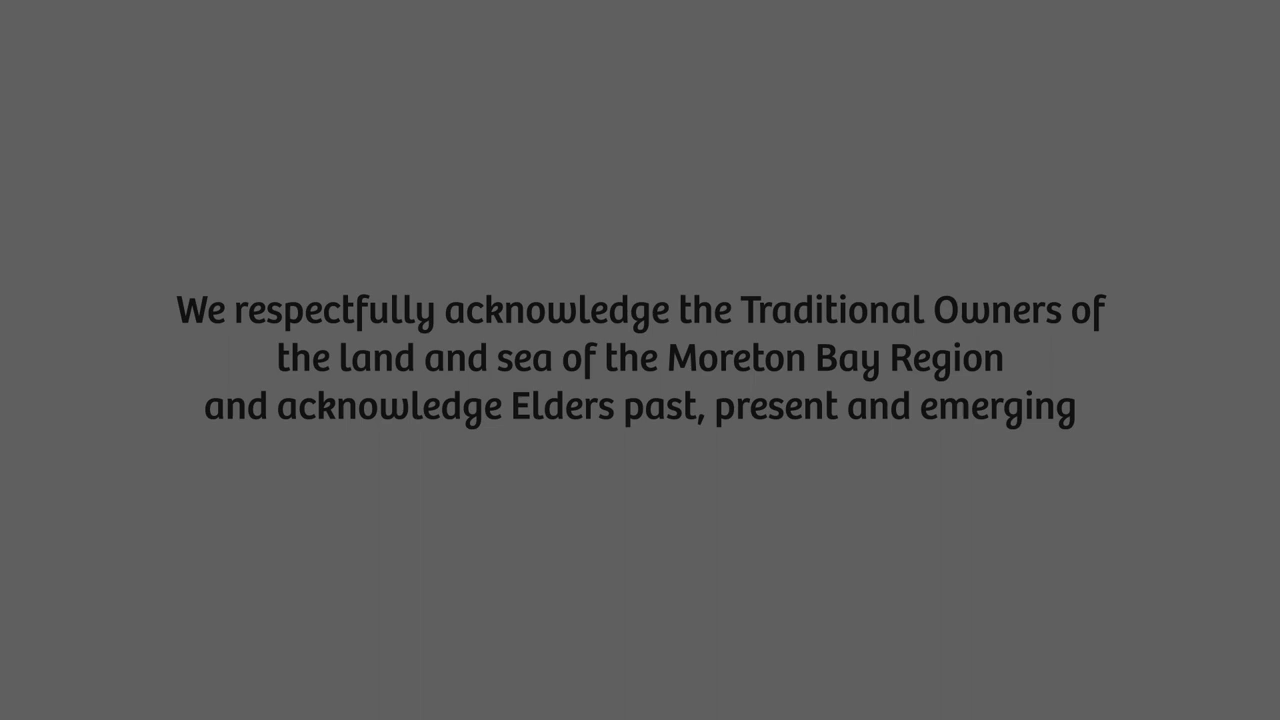 We respectfully acknowledge the Traditional Owners of
the land and sea of the Moreton Bay Region
and acknowledge Elders past, present and emerging